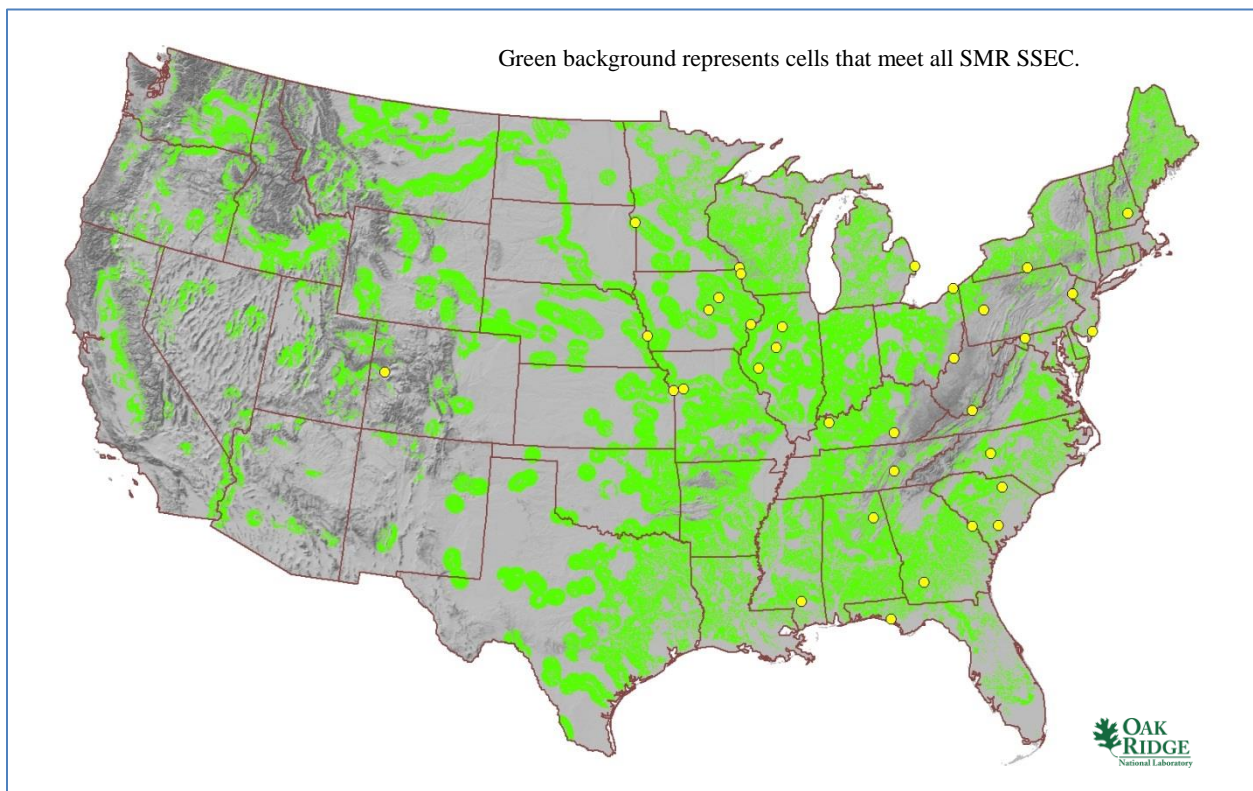 Green background represents cells that meet all SMR SSEC.
OAK
RIDGE
National Laboratory